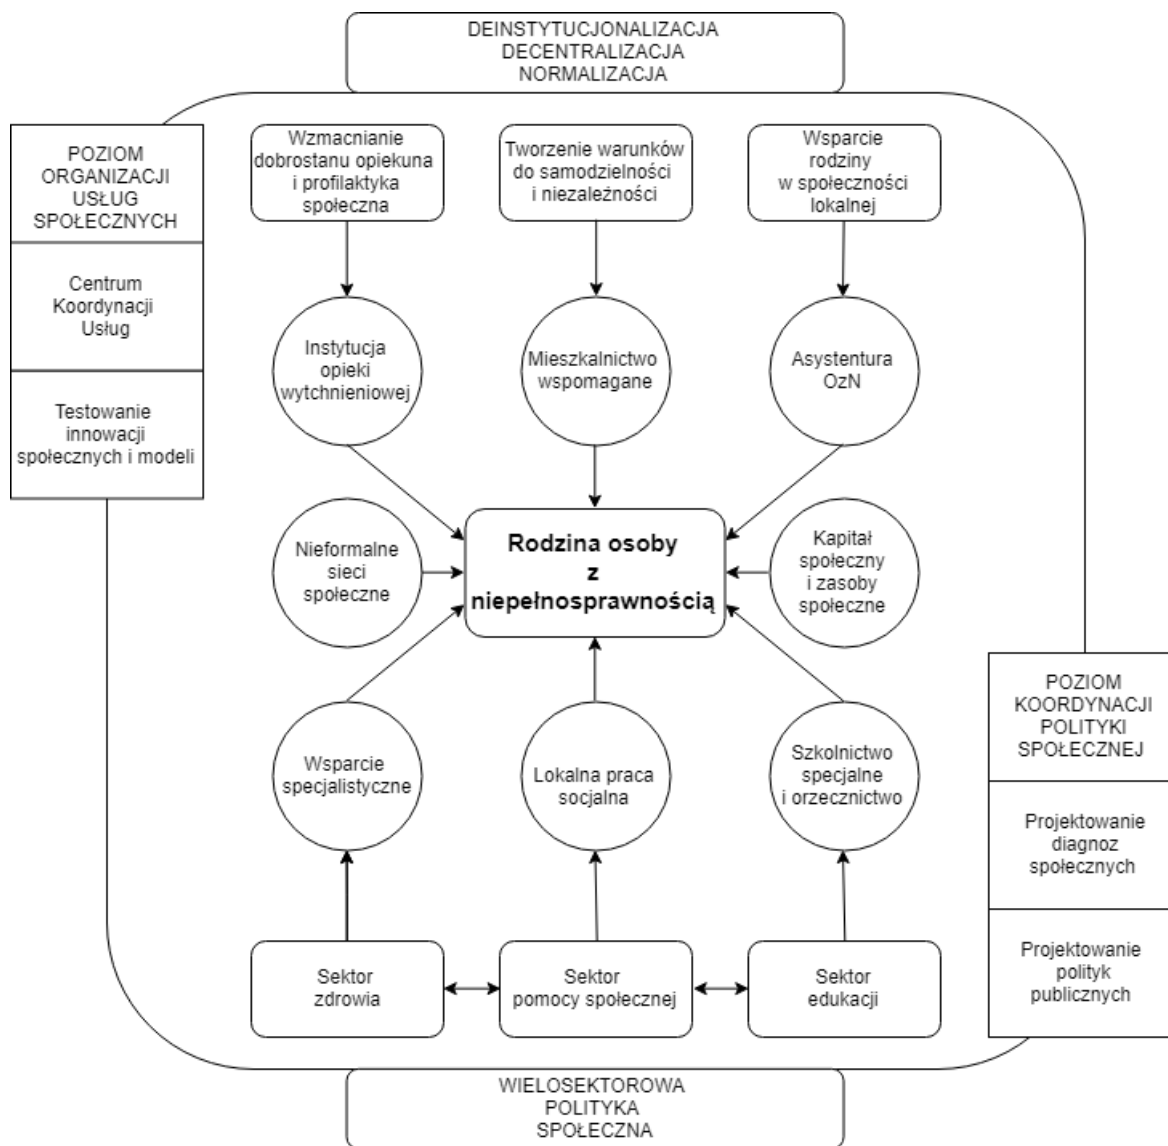 DEINSTYTUCJONALIZACJA
DECENTRALIZACJA
NORMALIZACJA
POZIOM
ORGANIZACJI
USŁUG
SPOŁECZNYCH
Centrum
Koordynacji
Usług
Testowanie
innowacji
społecznych i modeli
Wzmacnianie
dobrostanu opiekuna
i profilaktyka
społeczna
Tworzenie warunków
do samodzielności
i niezależności
Wsparcie
rodziny
w społeczności
lokalnej
Instytucja
opieki
wytchnieniowej
Mieszkalnictwo
wspomagane
Asystentura
OzN
Nieformalne
sieci
społeczne
Rodzina osoby
z
niepełnosprawnością
Kapitał
społeczny
i zasoby
społeczne
Wsparcie
specjalistyczne
Lokalna praca
socjalna
Szkolnictwo
specjalne
i orzecznictwo
Sektor
zdrowia
Sektor
pomocy społecznej
Sektor
edukacji
POZIOM
KOORDYNACJI
POLITYKI
SPOŁECZNEJ
Projektowanie
diagnoz
społecznych
Projektowanie
polityk
publicznych
WIELOSEKTOROWA
POLITYKA
SPOŁECZNA